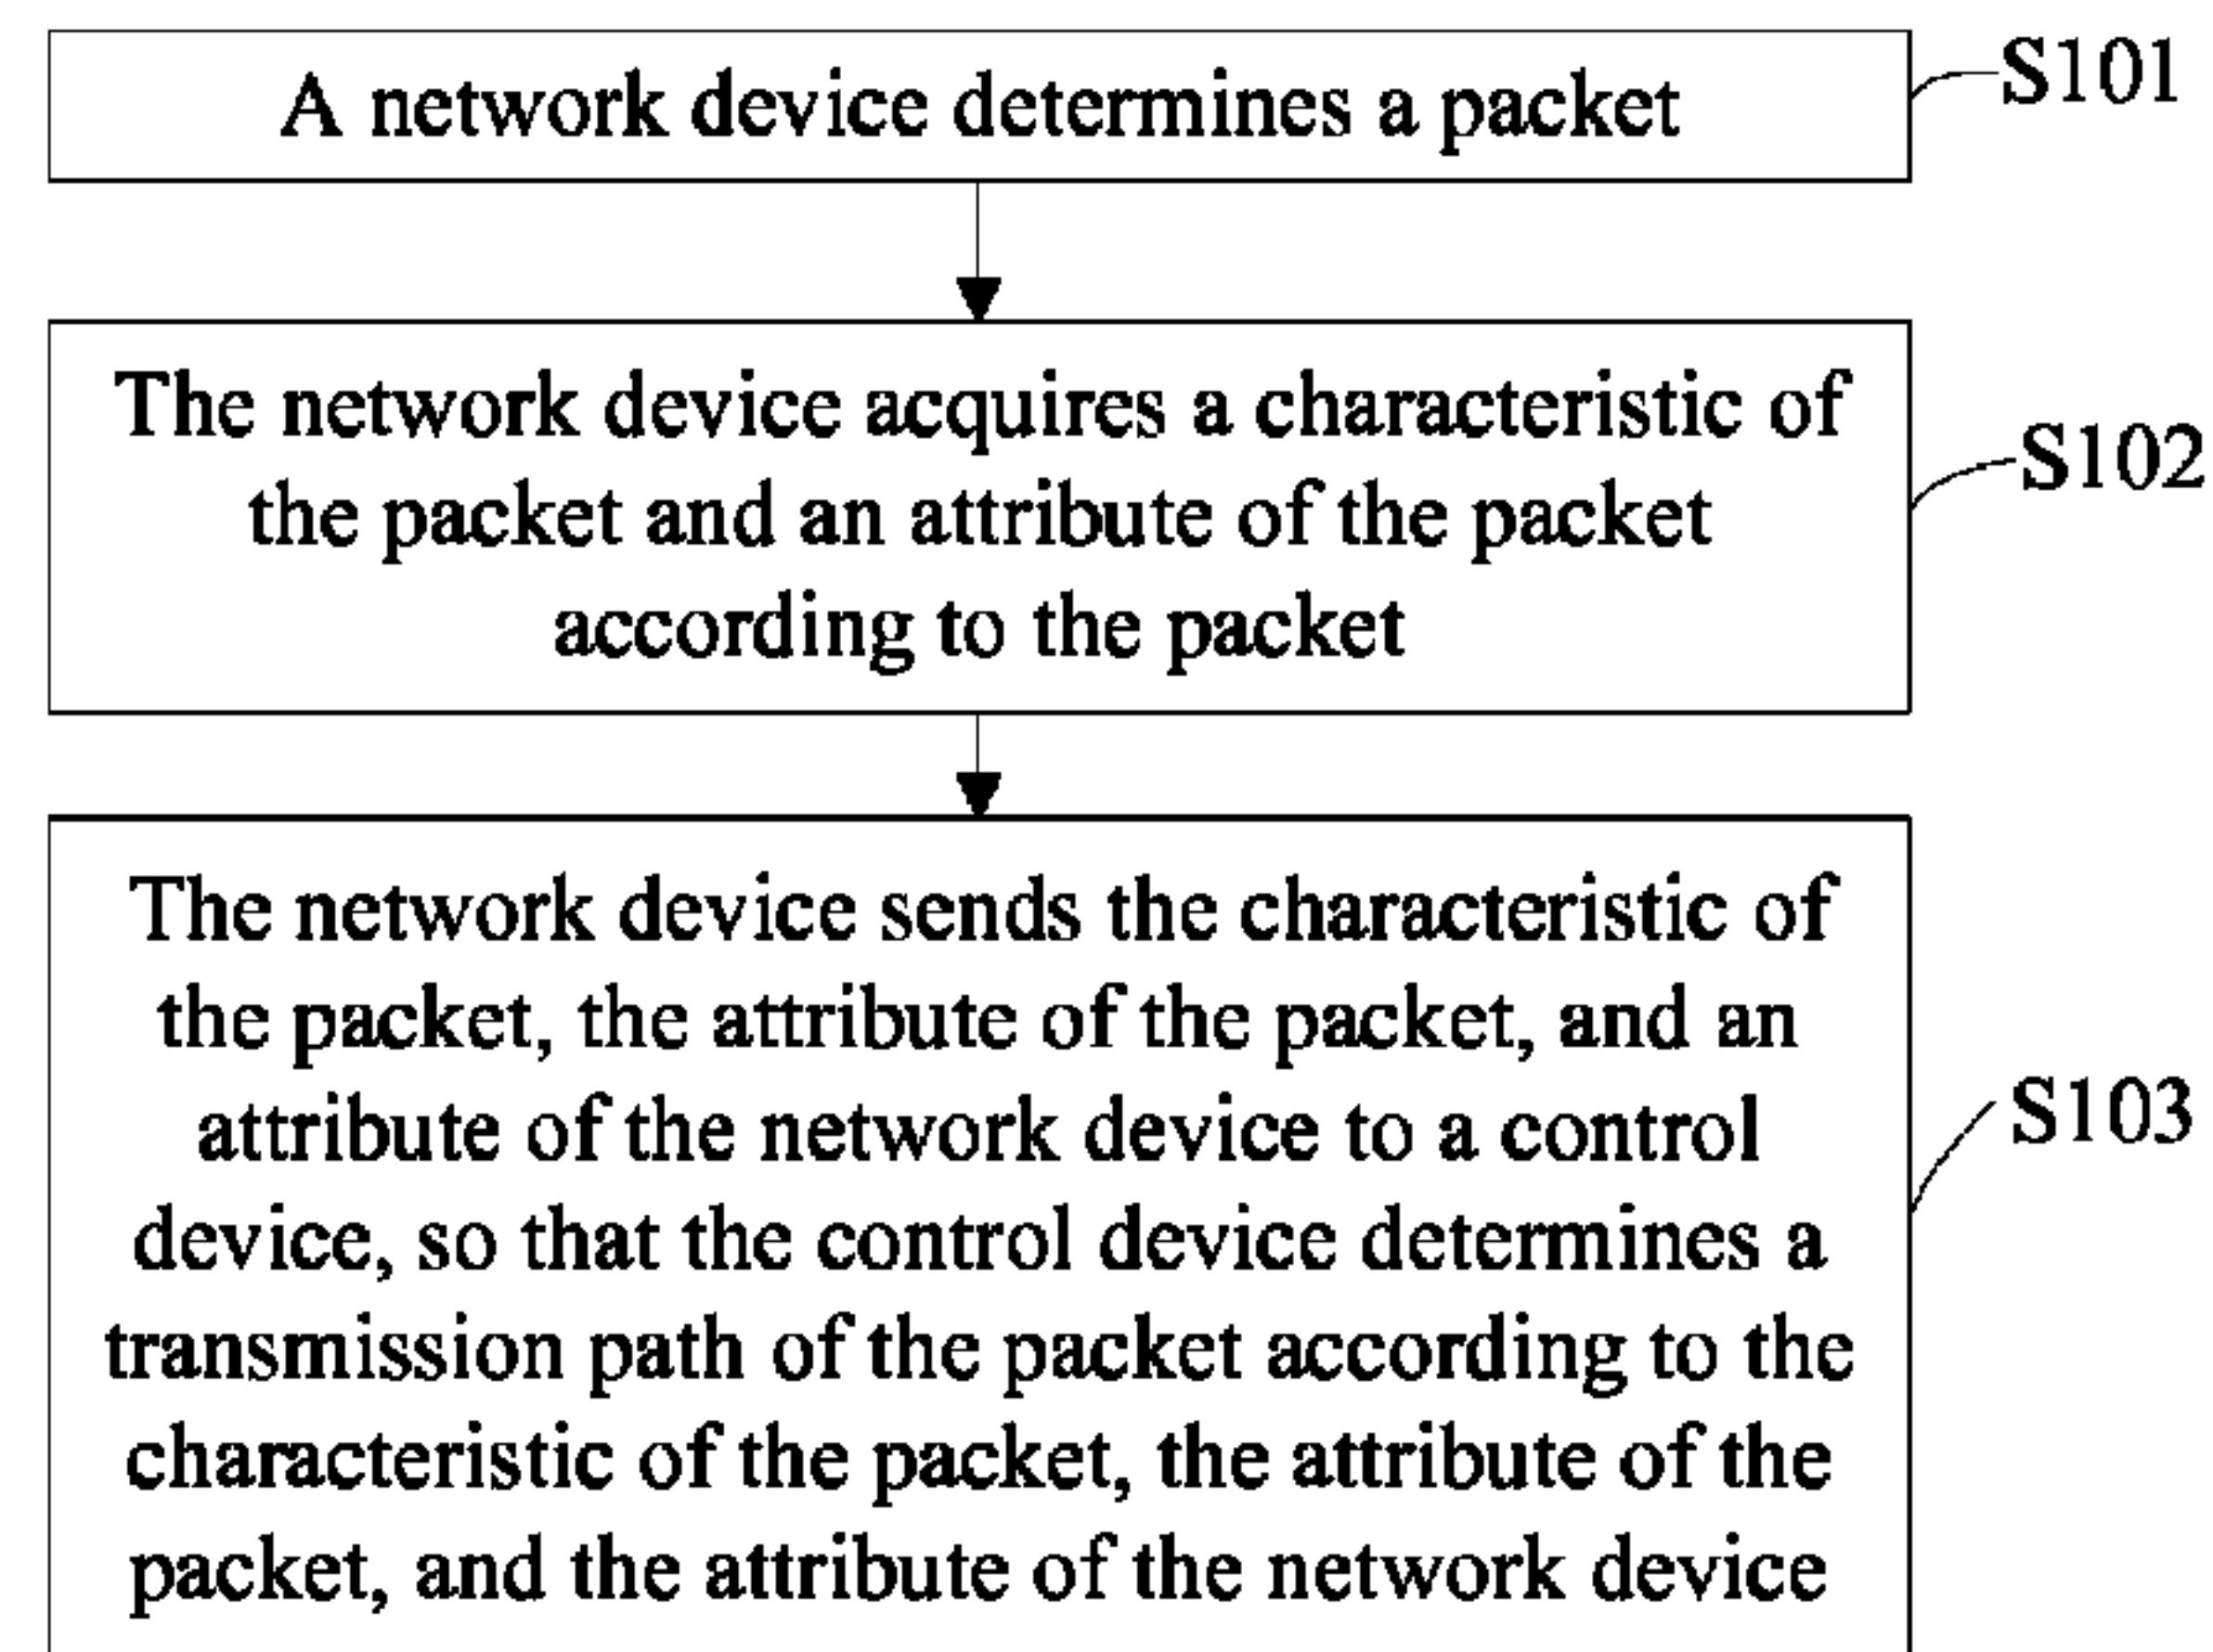 A network device determines a packet
S101
The network device acquires a characteristic of
the packet and an attribute of the packet
according to the packet
S102
The network device sends the characteristic of
the packet, the attribute of the packet, and an
attribute of the network device to a control
device, so that the control device determines a
transmission path of the packet according to the
characteristic of the packet, the attribute of the
packet, and the attribute of the network device
S103